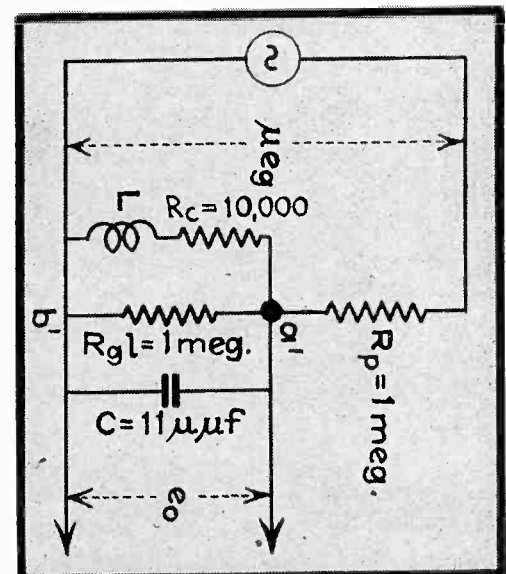 μeg
L
Rc=10,000
b'
Rgl=1meg.
a'
Rp=1meg.
C=11μμf
eo